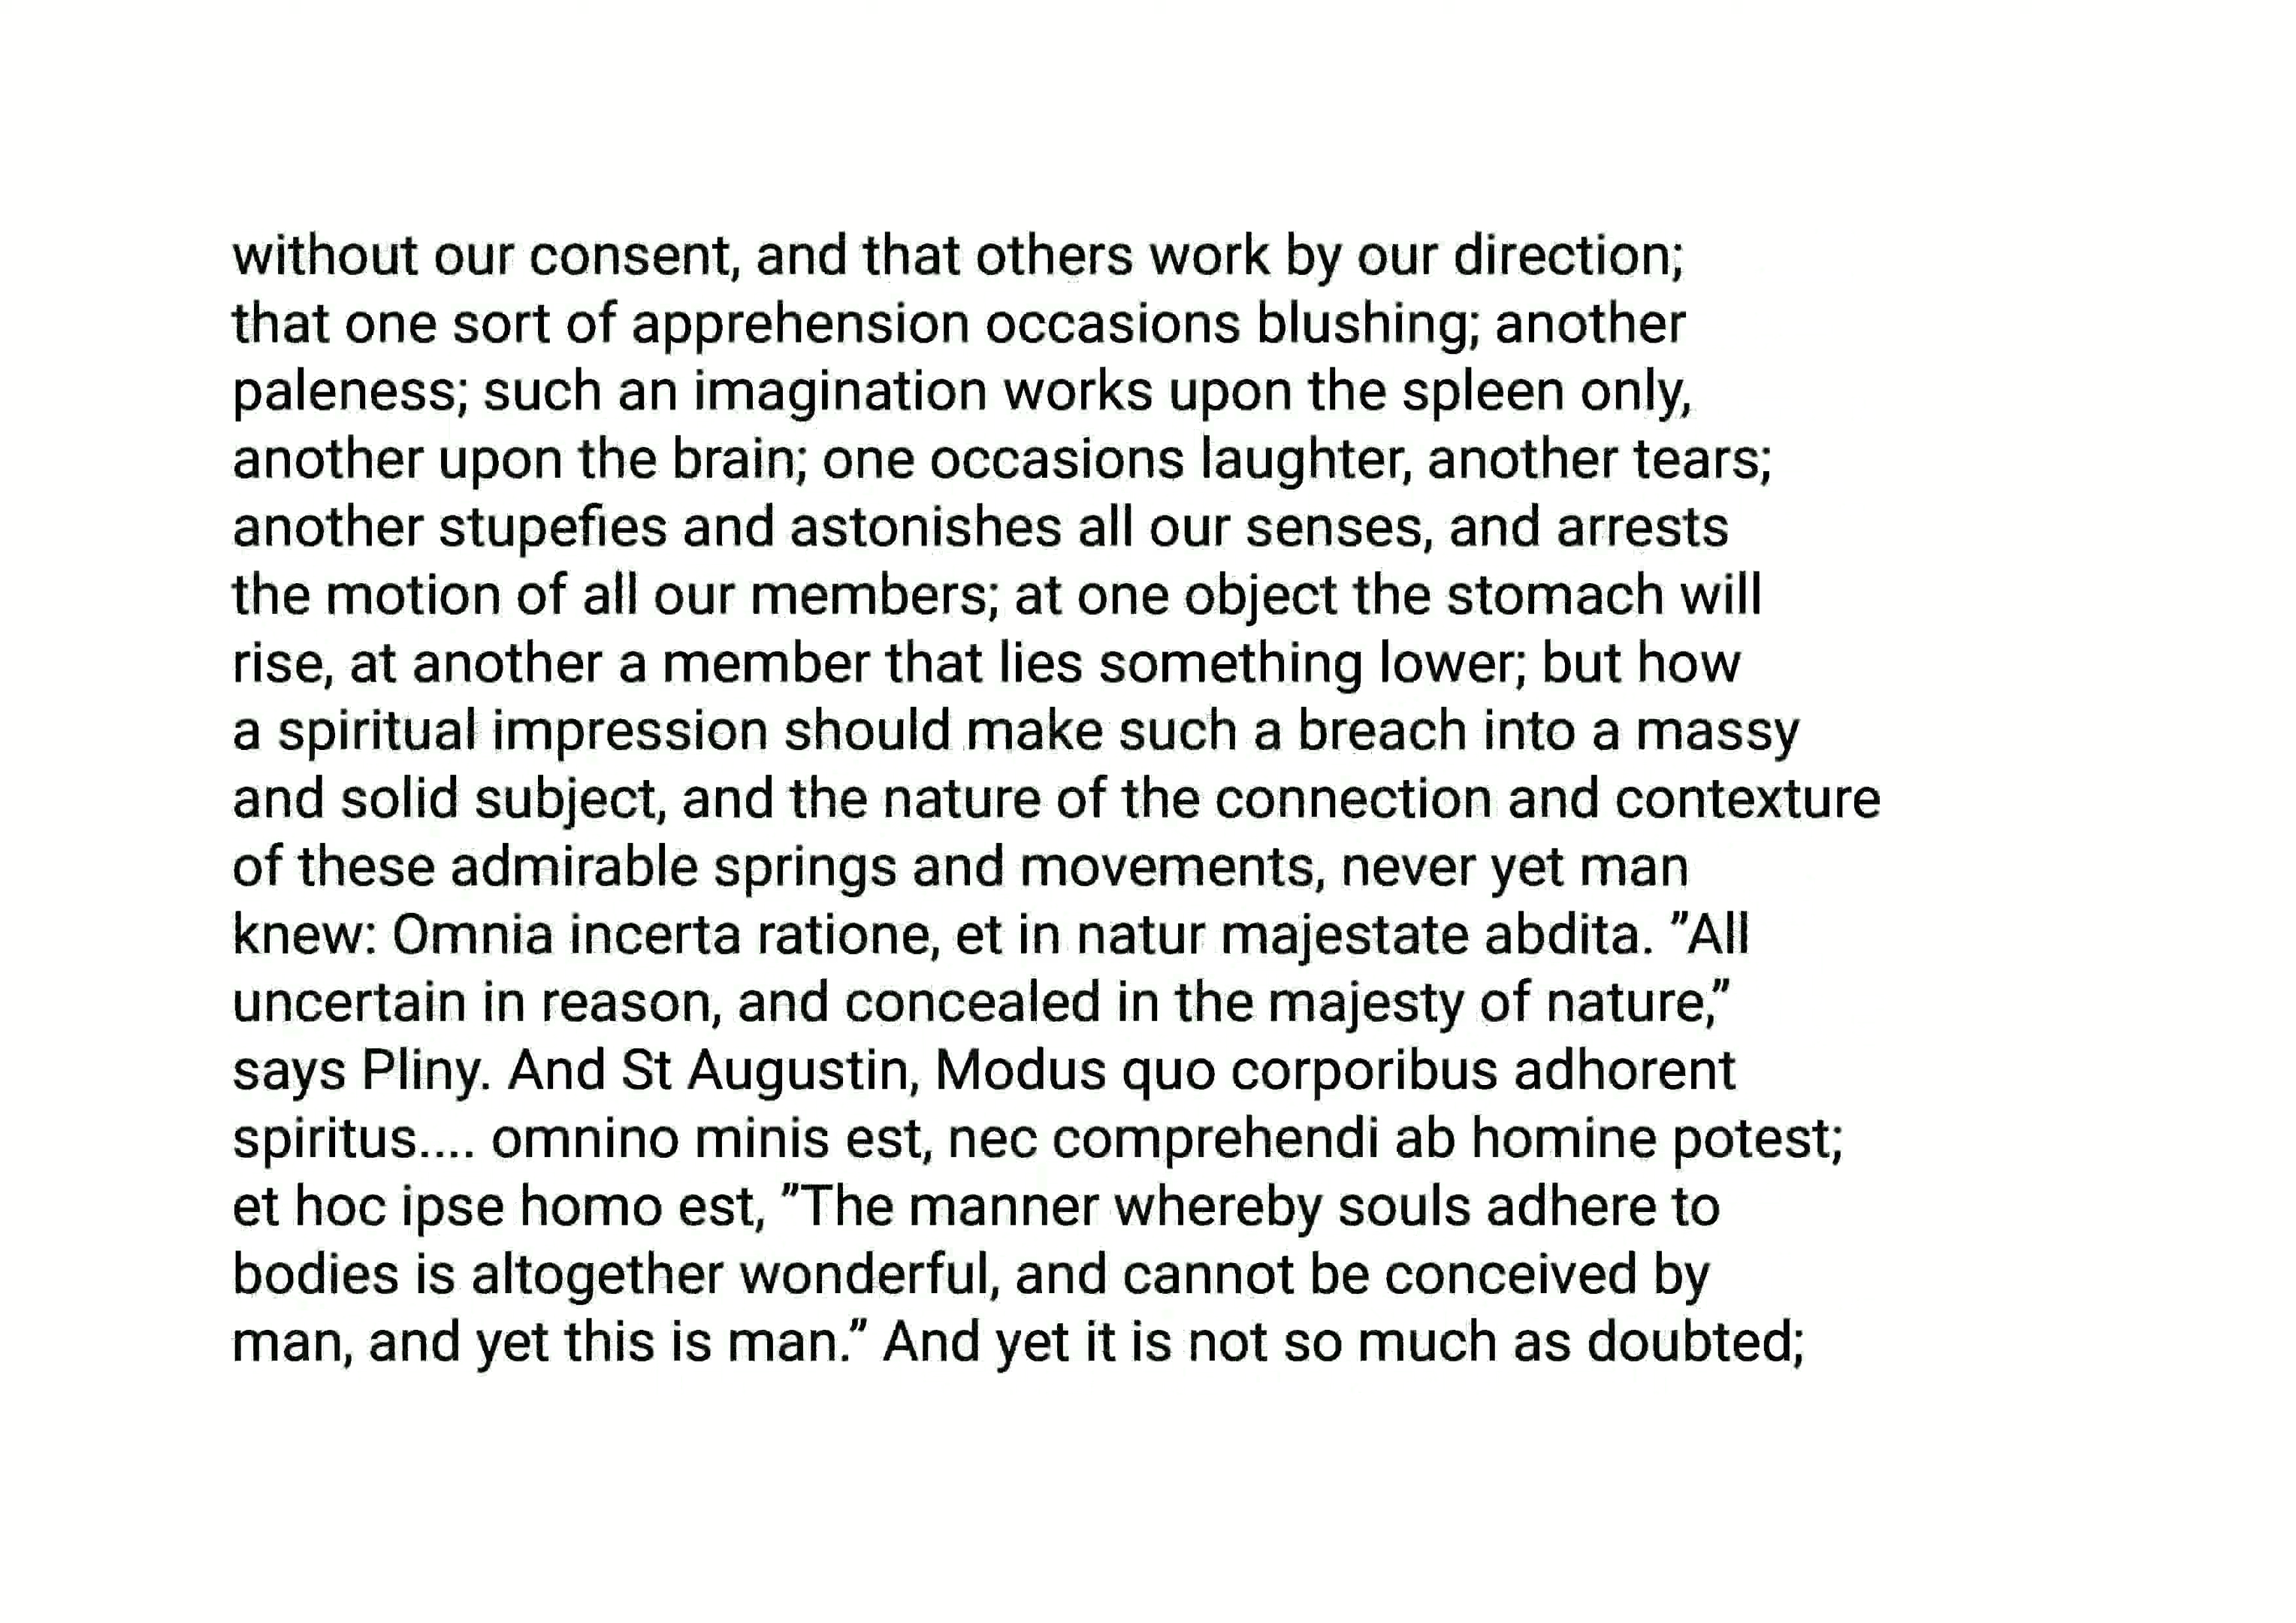 without our consent, and that others work by our direction;
that one sort of apprehension occasions blushing; another
paleness; such an imagination works upon the spleen only,
another upon the brain; one occasions laughter, another tears;
another stupefies and astonishes all our senses, and arrests
the motion of all our members; at one object the stomach will
rise, at another a member that lies something lower; but how
a spiritual impression should make such a breach into a massy
and solid subject, and the nature of the connection and contexture
of these admirable springs and movements, never yet man
knew: Omnia incerta ratione, et in natur majestate abdita. ”All
uncertain in reason, and concealed in the majesty of nature,”
says Pliny. And St Augustin, Modus quo corporibus adhorent
spiritus.... omnino minis est, nec comprehendi ab homine potest;
et hoc ipse homo est, ”The manner whereby souls adhere to
bodies is altogether wonderful, and cannot be conceived by
man, and yet this is man.” And yet it is not so much as doubted;